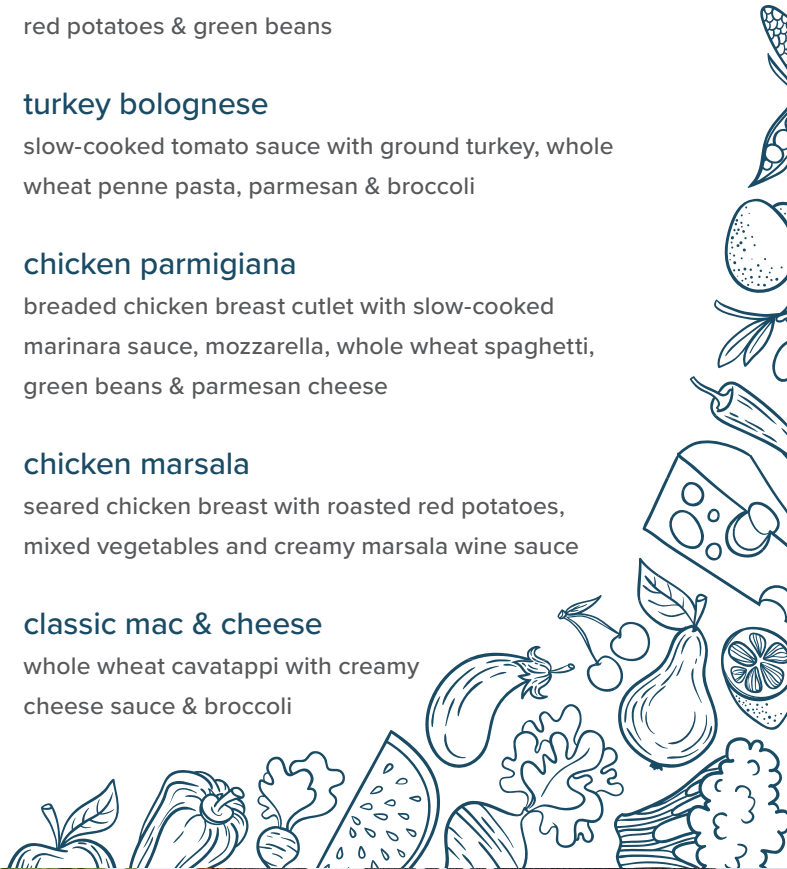 red potatoes & green beans
turkey bolognese
slow-cooked tomato sauce with ground turkey, whole
wheat penne pasta, parmesan & broccoli
chicken parmigiana
breaded chicken breast cutlet with slow-cooked
marinara sauce, mozzarella, whole wheat spaghetti,
green beans & parmesan cheese
chicken marsala
seared chicken breast with roasted red potatoes,
mixed vegetables and creamy marsala wine sauce
classic mac & cheese
whole wheat cavatappi with creamy
cheese sauce & broccoli